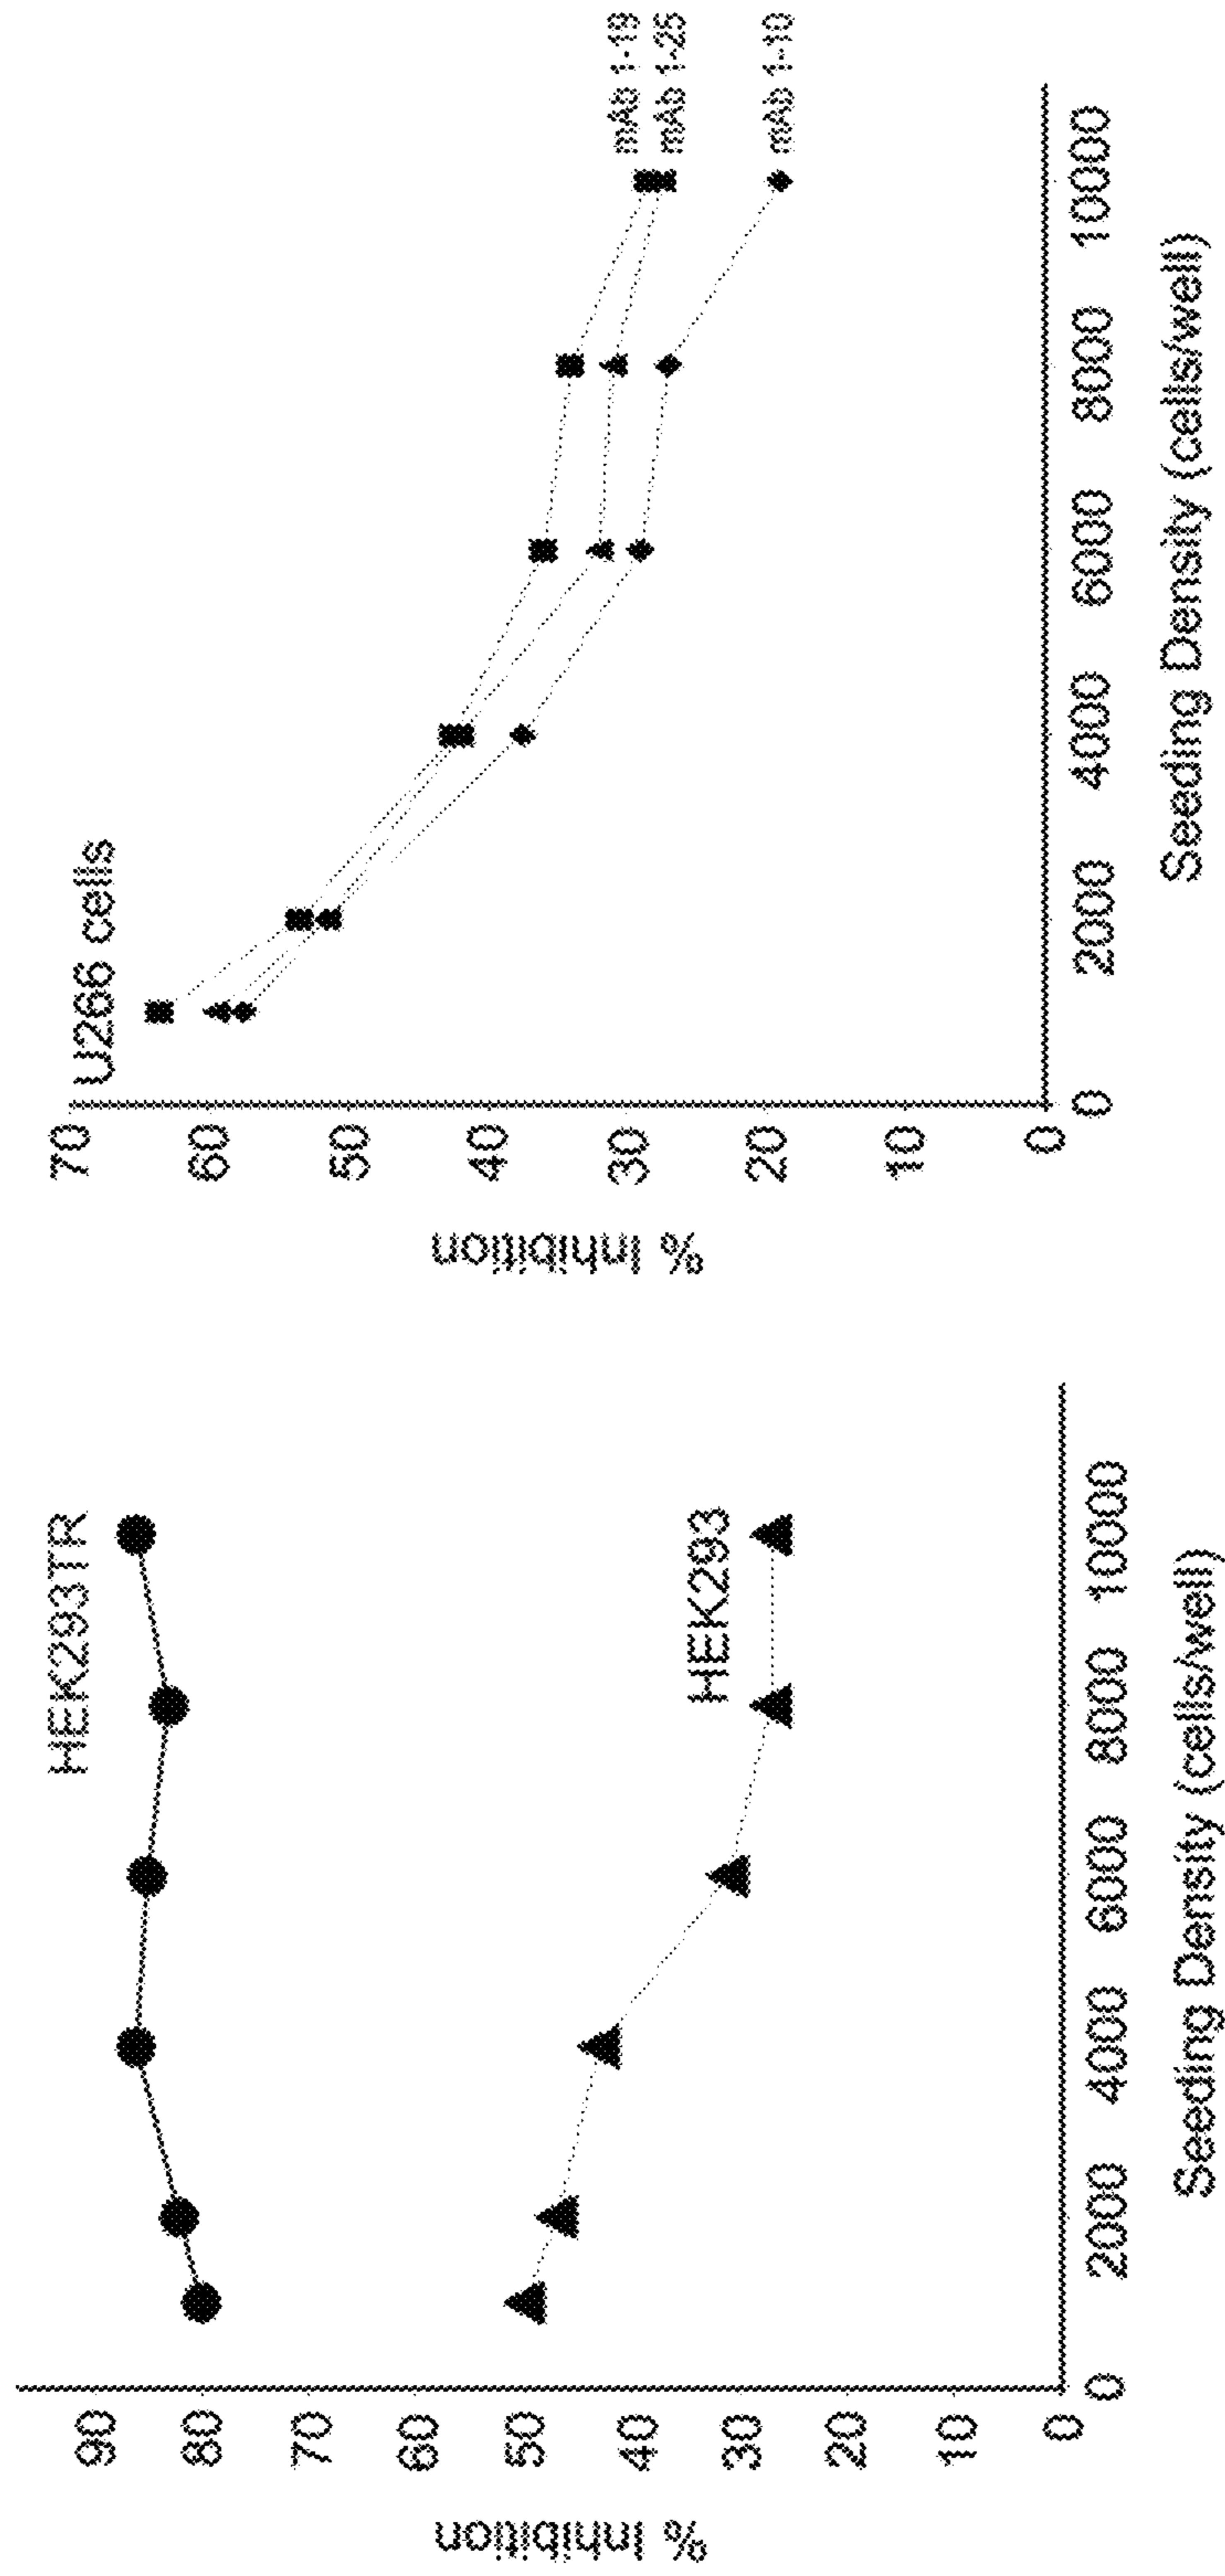 HEK293TR
% Inhibition
90
80
70
60
50
40
30
20
10
0
HEK293
0 2000 4000 6000 8000 10000
Seeding Density (cells/well)
U266 cells
% Inhibition
70
60
50
40
30
20
10
0
mAb 1-19
mAb 1-25
mAb 1-10
0 2000 4000 6000 8000 10000
Seeding Density (cells/well)